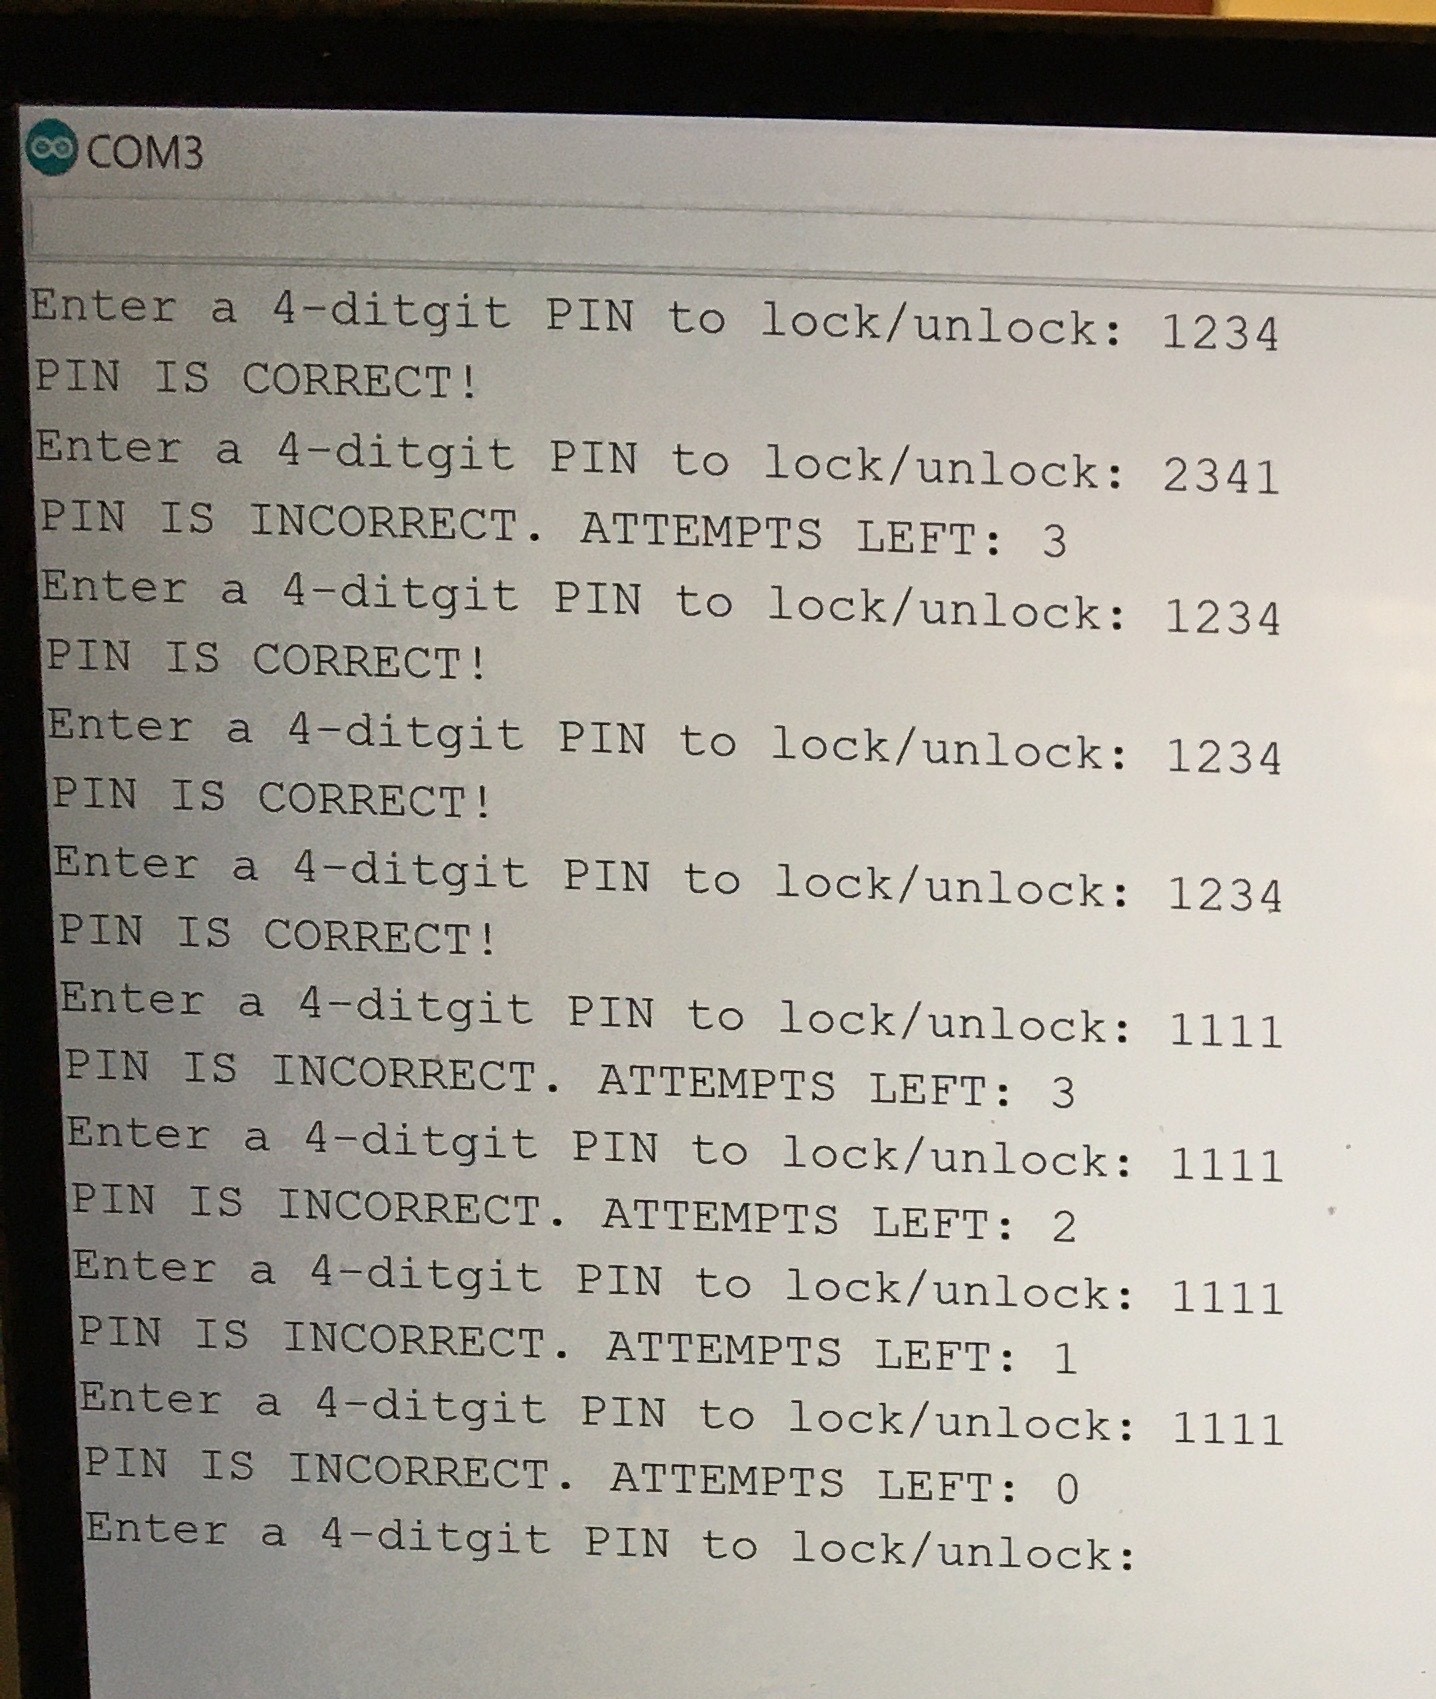 COM3
Enter a 4-ditgit PIN to lock/unlock: 1234
PIN IS CORRECT!
Enter a 4-ditgit PIN to lock/unlock: 2341
PIN IS INCORRECT. ATTEMPTS LEFT: 3
Enter a 4-ditgit PIN to lock/unlock: 1234
PIN IS CORRECT!
Enter a 4-ditgit PIN to lock/unlock: 1234
PIN IS CORRECT!
Enter a 4-ditgit PIN to lock/unlock: 1234
PIN IS CORRECT!
Enter a 4-ditgit PIN to lock/unlock: 1111
PIN IS INCORRECT. ATTEMPTS LEFT: 3
Enter a 4-ditgit PIN to lock/unlock: 1111
PIN IS INCORRECT. ATTEMPTS LEFT: 2
Enter a 4-ditgit PIN to lock/unlock: 1111
PIN IS INCORRECT. ATTEMPTS LEFT: 1
Enter a 4-ditgit PIN to lock/unlock: 1111
PIN IS INCORRECT. ATTEMPTS LEFT: 0
Enter a 4-ditgit PIN to lock/unlock: